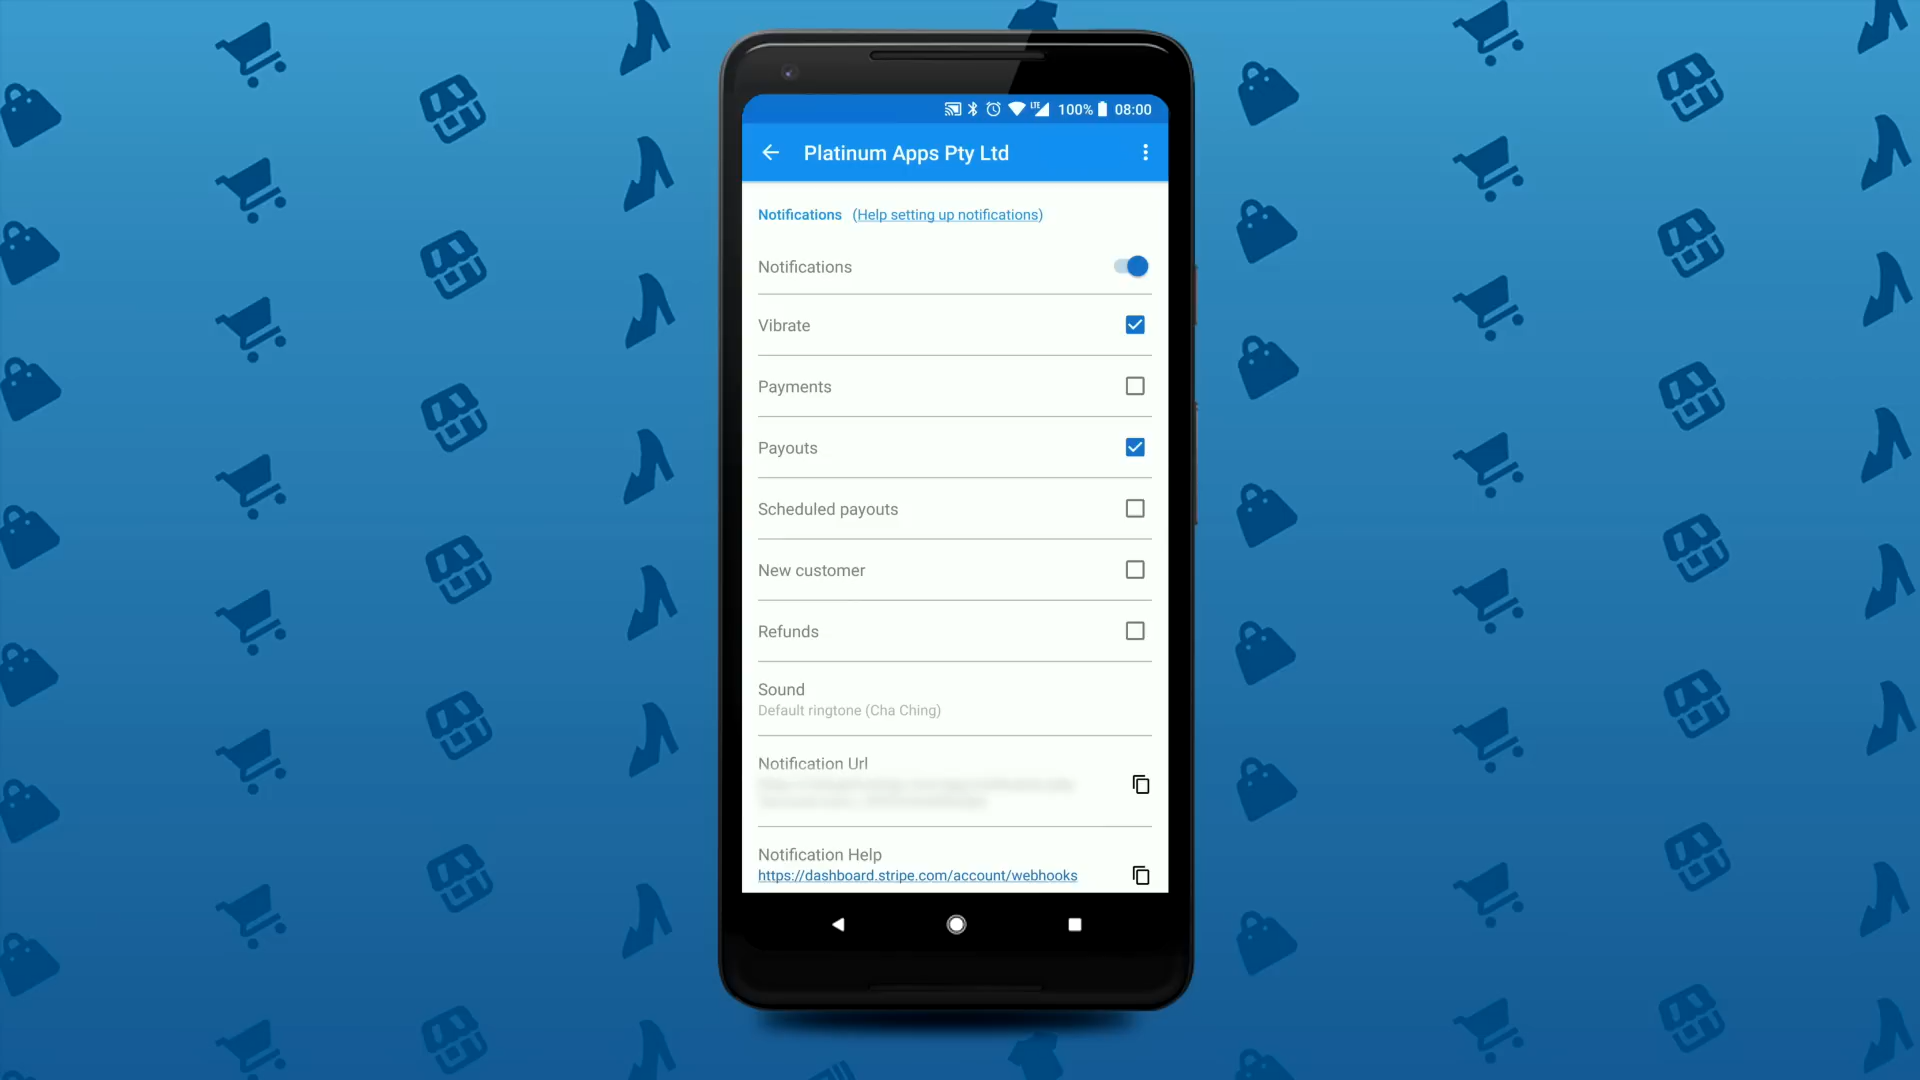 LTE 100% 08:00
Platinum Apps Pty Ltd
Notifications (Help setting up notifications)
Notifications
Vibrate
Payments
Payouts
Scheduled payouts
New customer
Refunds
Sound
Default ringtone (Cha Ching)
Notification Url
Notification Help
https://dashboard.stripe.com/account/webhooks